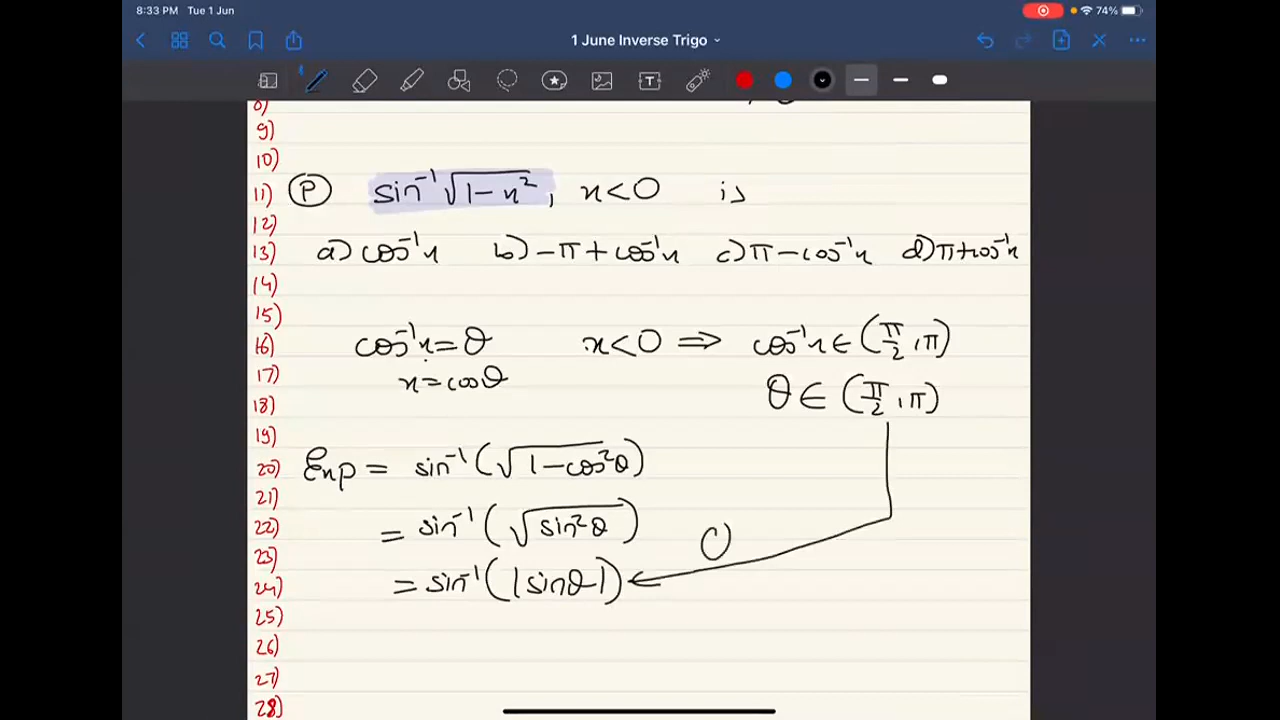 8:33 PM Tue 1 Jun 74%
1 June Inverse Trigo
T
8)
9)
10)
11) P sin⁻¹√(1-x²), x<0 is
12)
13) a) cos⁻¹x b) -π+cos⁻¹x c) π-cos⁻¹x d) π+cos⁻¹x
14)
15)
16) cos⁻¹x=θ x<0 ⇒ cos⁻¹x∈(π/2,π)
17) x=cosθ
18) θ∈(π/2,π)
19)
20) Exp = sin⁻¹(√(1-cos²θ))
21)
22) = sin⁻¹(√(sin²θ))
23)
24) = sin⁻¹(|sinθ|)
25)
26)
27)
28)